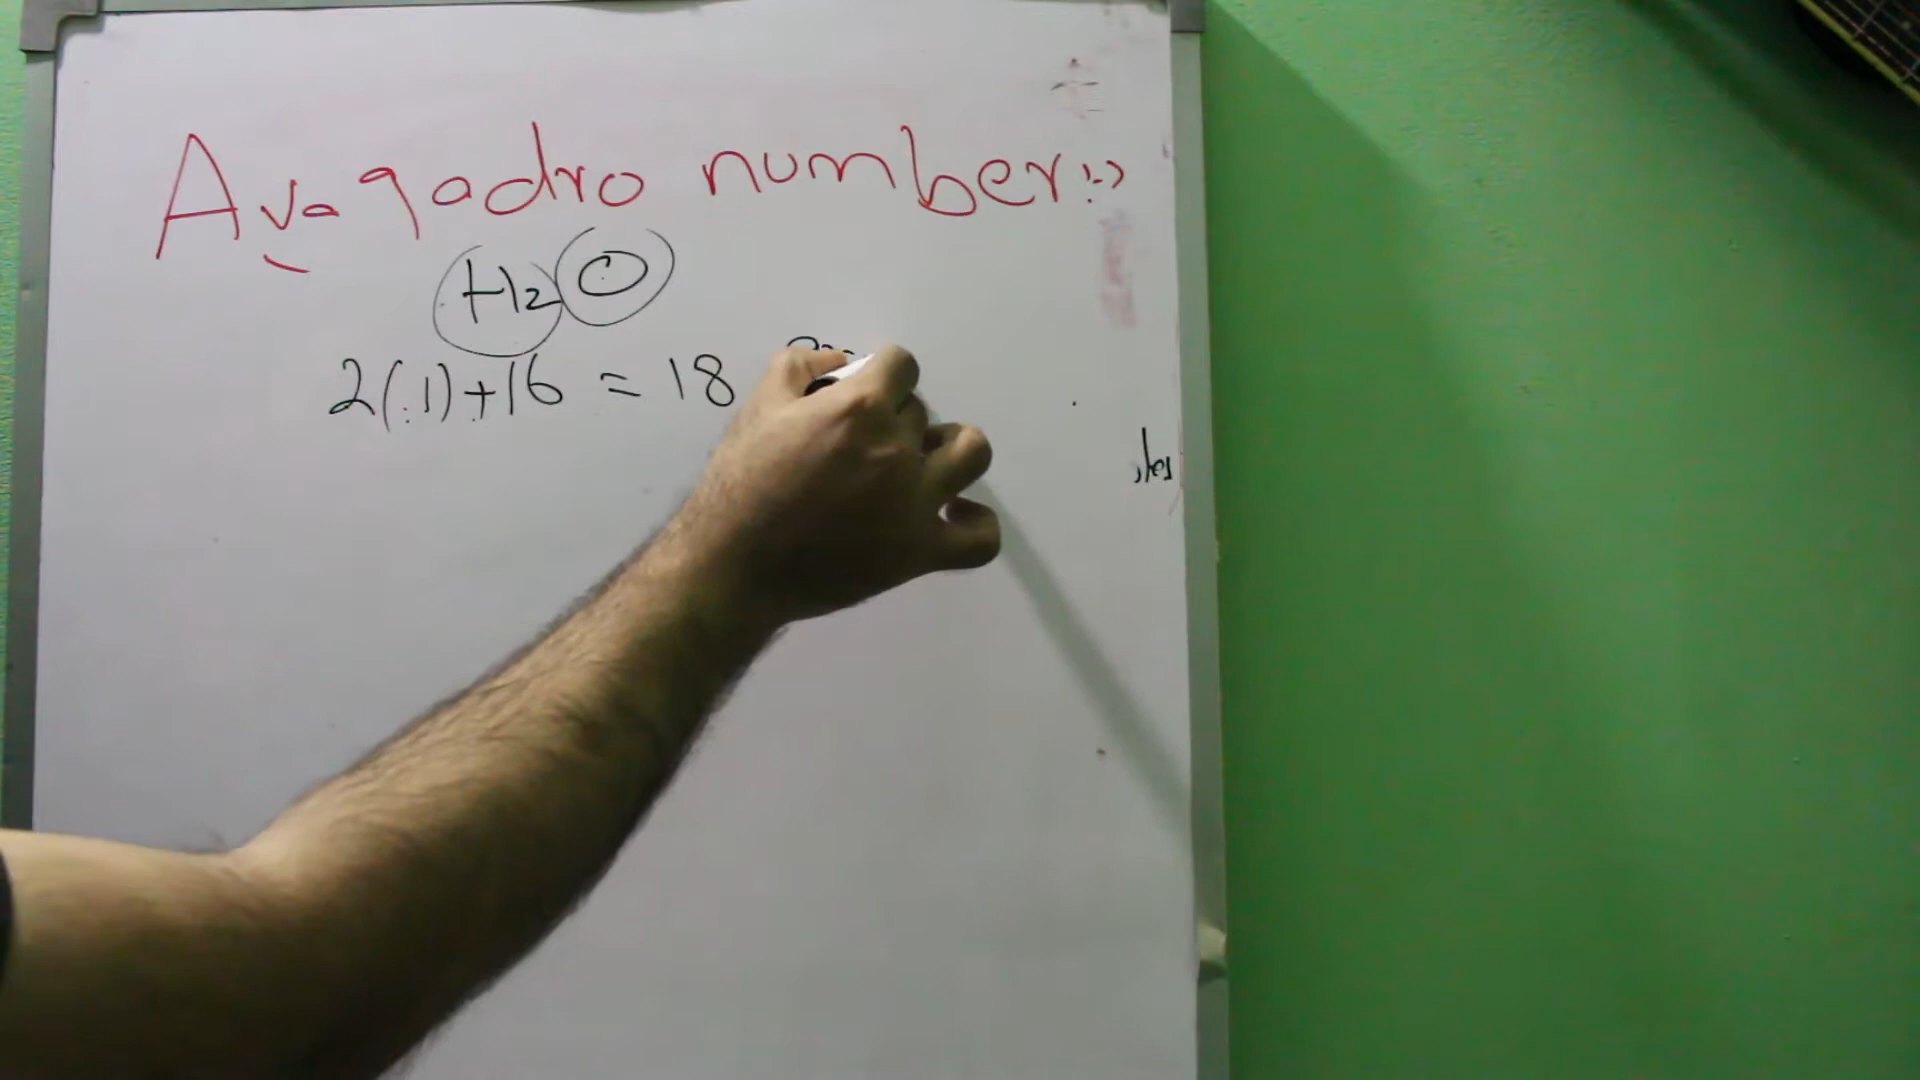 Avagadro number:-
H2O
2(1)+16 = 18